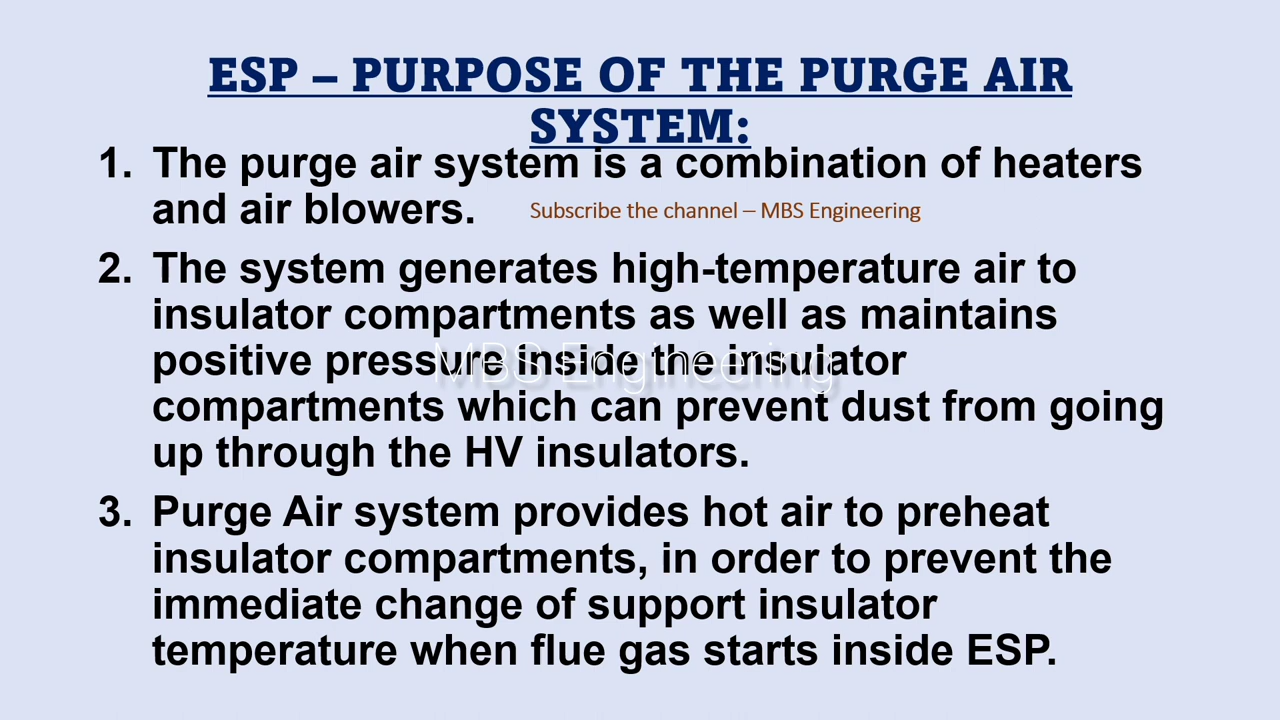 ESP – PURPOSE OF THE PURGE AIR
SYSTEM:
1. The purge air system is a combination of heaters
and air blowers.
Subscribe the channel – MBS Engineering
2. The system generates high-temperature air to
insulator compartments as well as maintains
positive pressure inside the insulator
MBS Engineering
compartments which can prevent dust from going
up through the HV insulators.
3. Purge Air system provides hot air to preheat
insulator compartments, in order to prevent the
immediate change of support insulator
temperature when flue gas starts inside ESP.